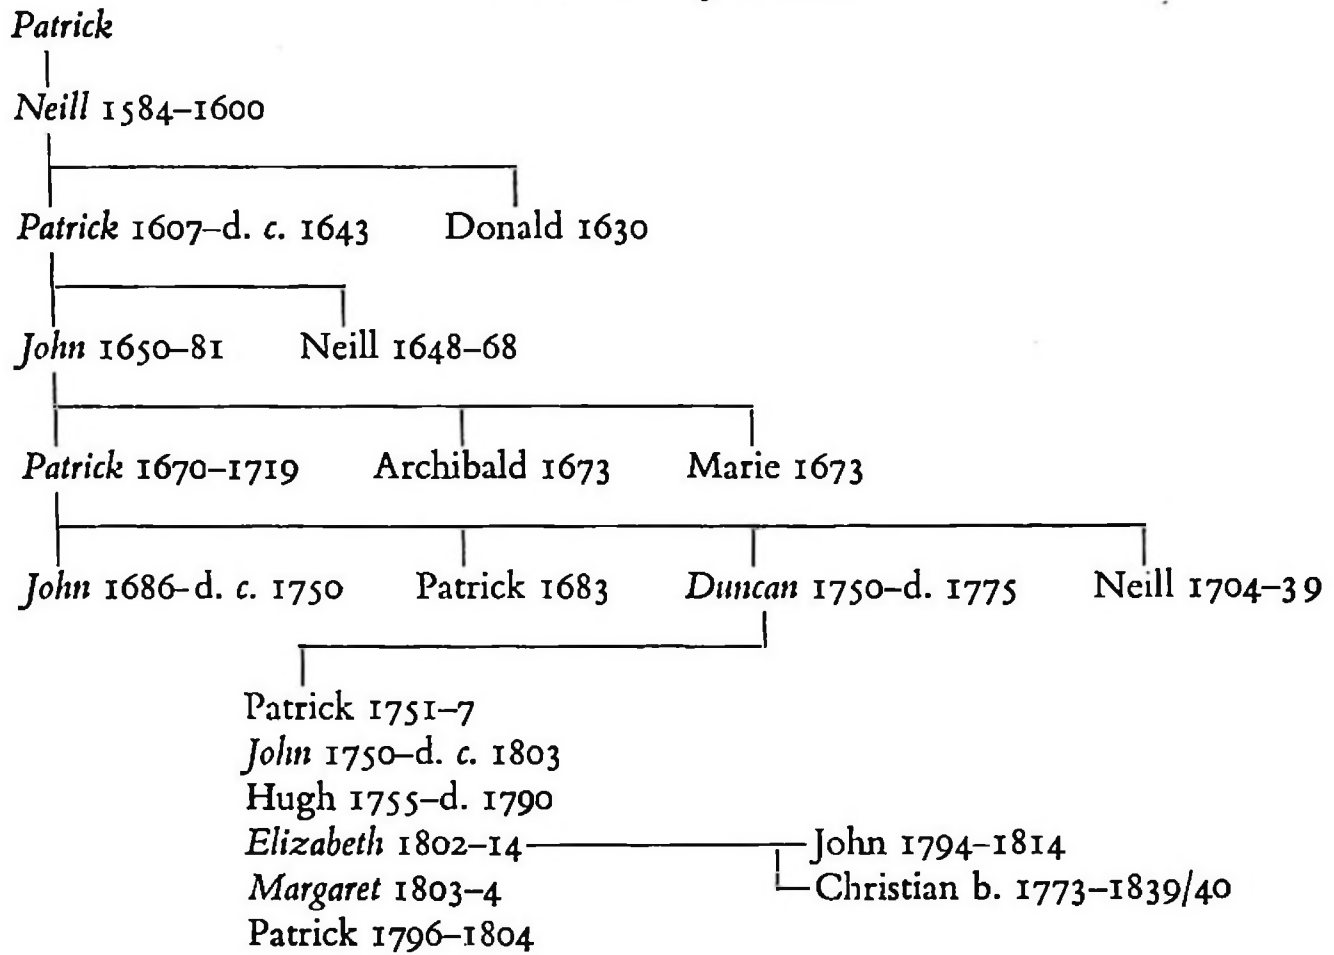 Patrick
Neill 1584–1600
Patrick 1607–d. c. 1643 Donald 1630
John 1650–81 Neill 1648–68
Patrick 1670–1719 Archibald 1673 Marie 1673
John 1686–d. c. 1750 Patrick 1683 Duncan 1750–d. 1775 Neill 1704–39
Patrick 1751–7
John 1750–d. c. 1803
Hugh 1755–d. 1790
Elizabeth 1802–14 John 1794–1814
Margaret 1803–4 Christian b. 1773–1839/40
Patrick 1796–1804